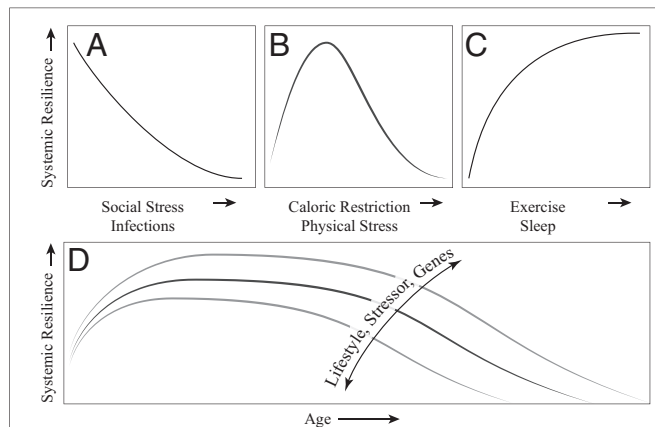 A
B
C
Systemic Resilience
Social Stress
Infections
Caloric Restriction
Physical Stress
Exercise
Sleep
D
Systemic Resilience
Lifestyle, Stressor, Genes
Age